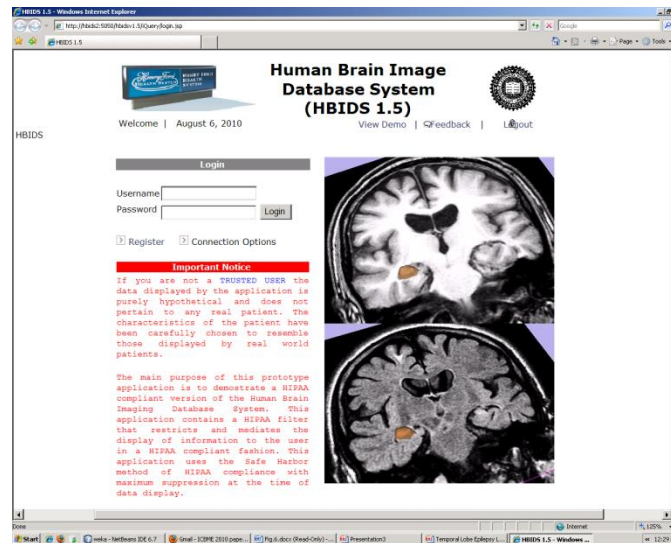 HBIDS 1.5 - Windows Internet Explorer
http://hbids2:5050/hbidsv1.5/iQuery/login.jsp
Google
HBIDS 1.5
Page
Tools
Human Brain Image
Database System
(HBIDS 1.5)
Welcome | August 6, 2010
View Demo | Feedback | Logout
HBIDS
Login
Username
Password
Login
Register
Connection Options
Important Notice
If you are not a TRUSTED USER the
data displayed by the application is
purely hypothetical and does not
pertain to any real patient. The
characteristics of the patient have
been carefully chosen to resemble
those displayed by real world
patients.
The main purpose of this prototype
application is to demostrate a HIPAA
compliant version of the Human Brain
Imaging Database System. This
application contains a HIPAA filter
that restricts and mediates the
display of information to the user
in a HIPAA compliant fashion. This
application uses the Safe Harbor
method of HIPAA compliance with
maximum suppression at the time of
data display.
Done
Internet
125%
Start
weka - NetBeans IDE 6.7
Gmail - ICBME 2010 pape...
Fig.6.docx (Read-Only) -...
Presentation3
Temporal Lobe Epilepsy L...
HBIDS 1.5 - Windows ...